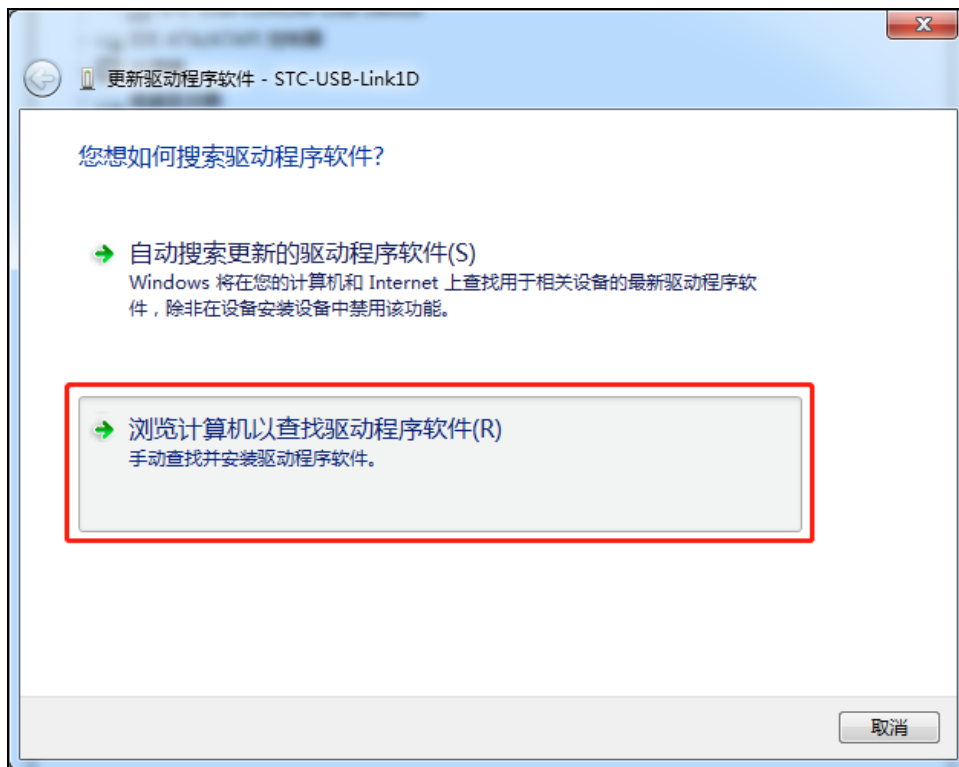 更新驱动程序软件 - STC-USB-Link1D
您想如何搜索驱动程序软件?
自动搜索更新的驱动程序软件(S)
Windows 将在您的计算机和 Internet 上查找用于相关设备的最新驱动程序软
件，除非在设备安装设备中禁用该功能。
浏览计算机以查找驱动程序软件(R)
手动查找并安装驱动程序软件。
取消